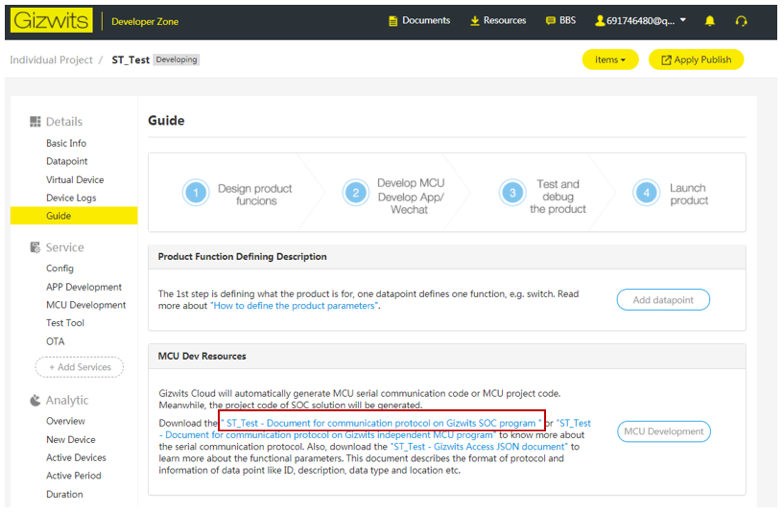 Gizwits Developer Zone Documents Resources BBS 691746480@q...
Individual Project / ST_Test Developing items Apply Publish
Details
Basic Info
Datapoint
Virtual Device
Device Logs
Guide
Service
Config
APP Development
MCU Development
Test Tool
OTA
+ Add Services
Analytic
Overview
New Device
Active Devices
Active Period
Duration
Guide
1 Design product
funcions
2 Develop MCU
Develop App/
Wechat
3 Test and
debug
the product
4 Launch
product
Product Function Defining Description
The 1st step is defining what the product is for, one datapoint defines one function, e.g. switch. Read
more about "How to define the product parameters".
Add datapoint
MCU Dev Resources
Gizwits Cloud will automatically generate MCU serial communication code or MCU project code.
Meanwhile, the project code of SOC solution will be generated.
Download the " ST_Test - Document for communication protocol on Gizwits SOC program " or "ST_Test
- Document for communication protocol on Gizwits independent MCU program" to know more about
the serial communication protocol. Also, download the "ST_Test - Gizwits Access JSON document" to
learn more about the functional parameters. This document describes the format of protocol and
information of data point like ID, description, data type and location etc.
MCU Development